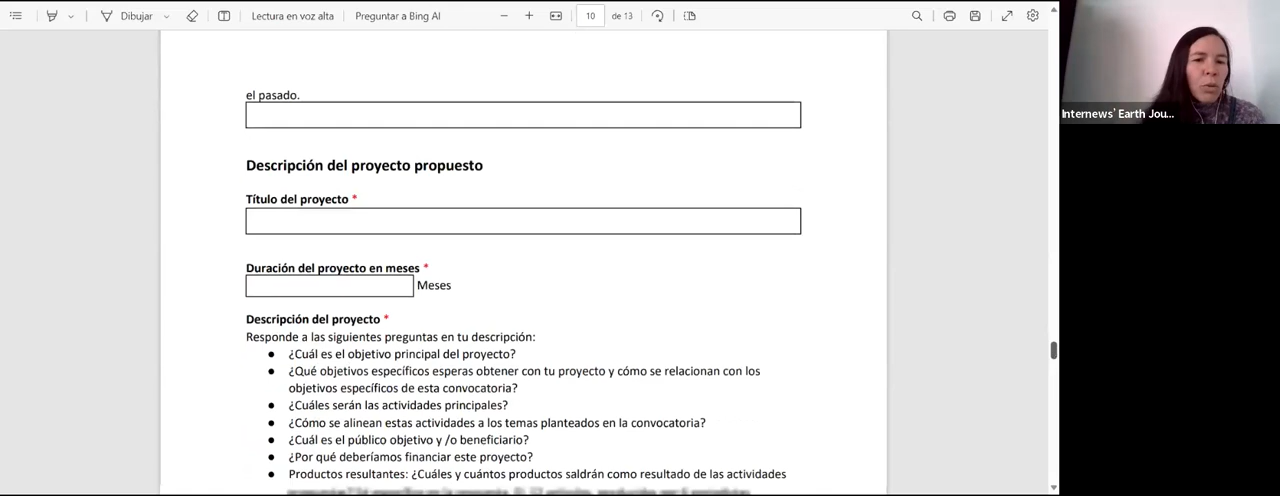 Dibujar
Lectura en voz alta
Preguntar a Bing AI
10
de 13
el pasado.
Descripción del proyecto propuesto
Título del proyecto *
Duración del proyecto en meses *
Meses
Descripción del proyecto *
Responde a las siguientes preguntas en tu descripción:
● ¿Cuál es el objetivo principal del proyecto?
● ¿Qué objetivos específicos esperas obtener con tu proyecto y cómo se relacionan con los
objetivos específicos de esta convocatoria?
● ¿Cuáles serán las actividades principales?
● ¿Cómo se alinean estas actividades a los temas planteados en la convocatoria?
● ¿Cuál es el público objetivo y /o beneficiario?
● ¿Por qué deberíamos financiar este proyecto?
● Productos resultantes: ¿Cuáles y cuántos productos saldrán como resultado de las actividades
Internews' Earth Jou...